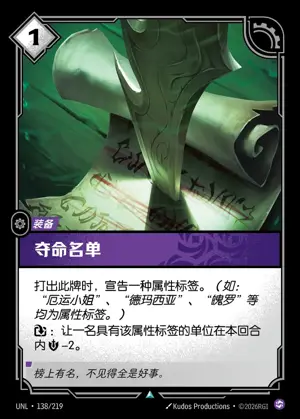 1
装备
夺命名单
打出此牌时，宣告一种属性标签。（如：
“厄运小姐”、“德玛西亚”、“魄罗”等
均为属性标签。）
：让一名具有该属性标签的单位在本回合
内 -2。
榜上有名，不见得全是好事。
UNL • 138/219
Kudos Productions • ©2026RGI